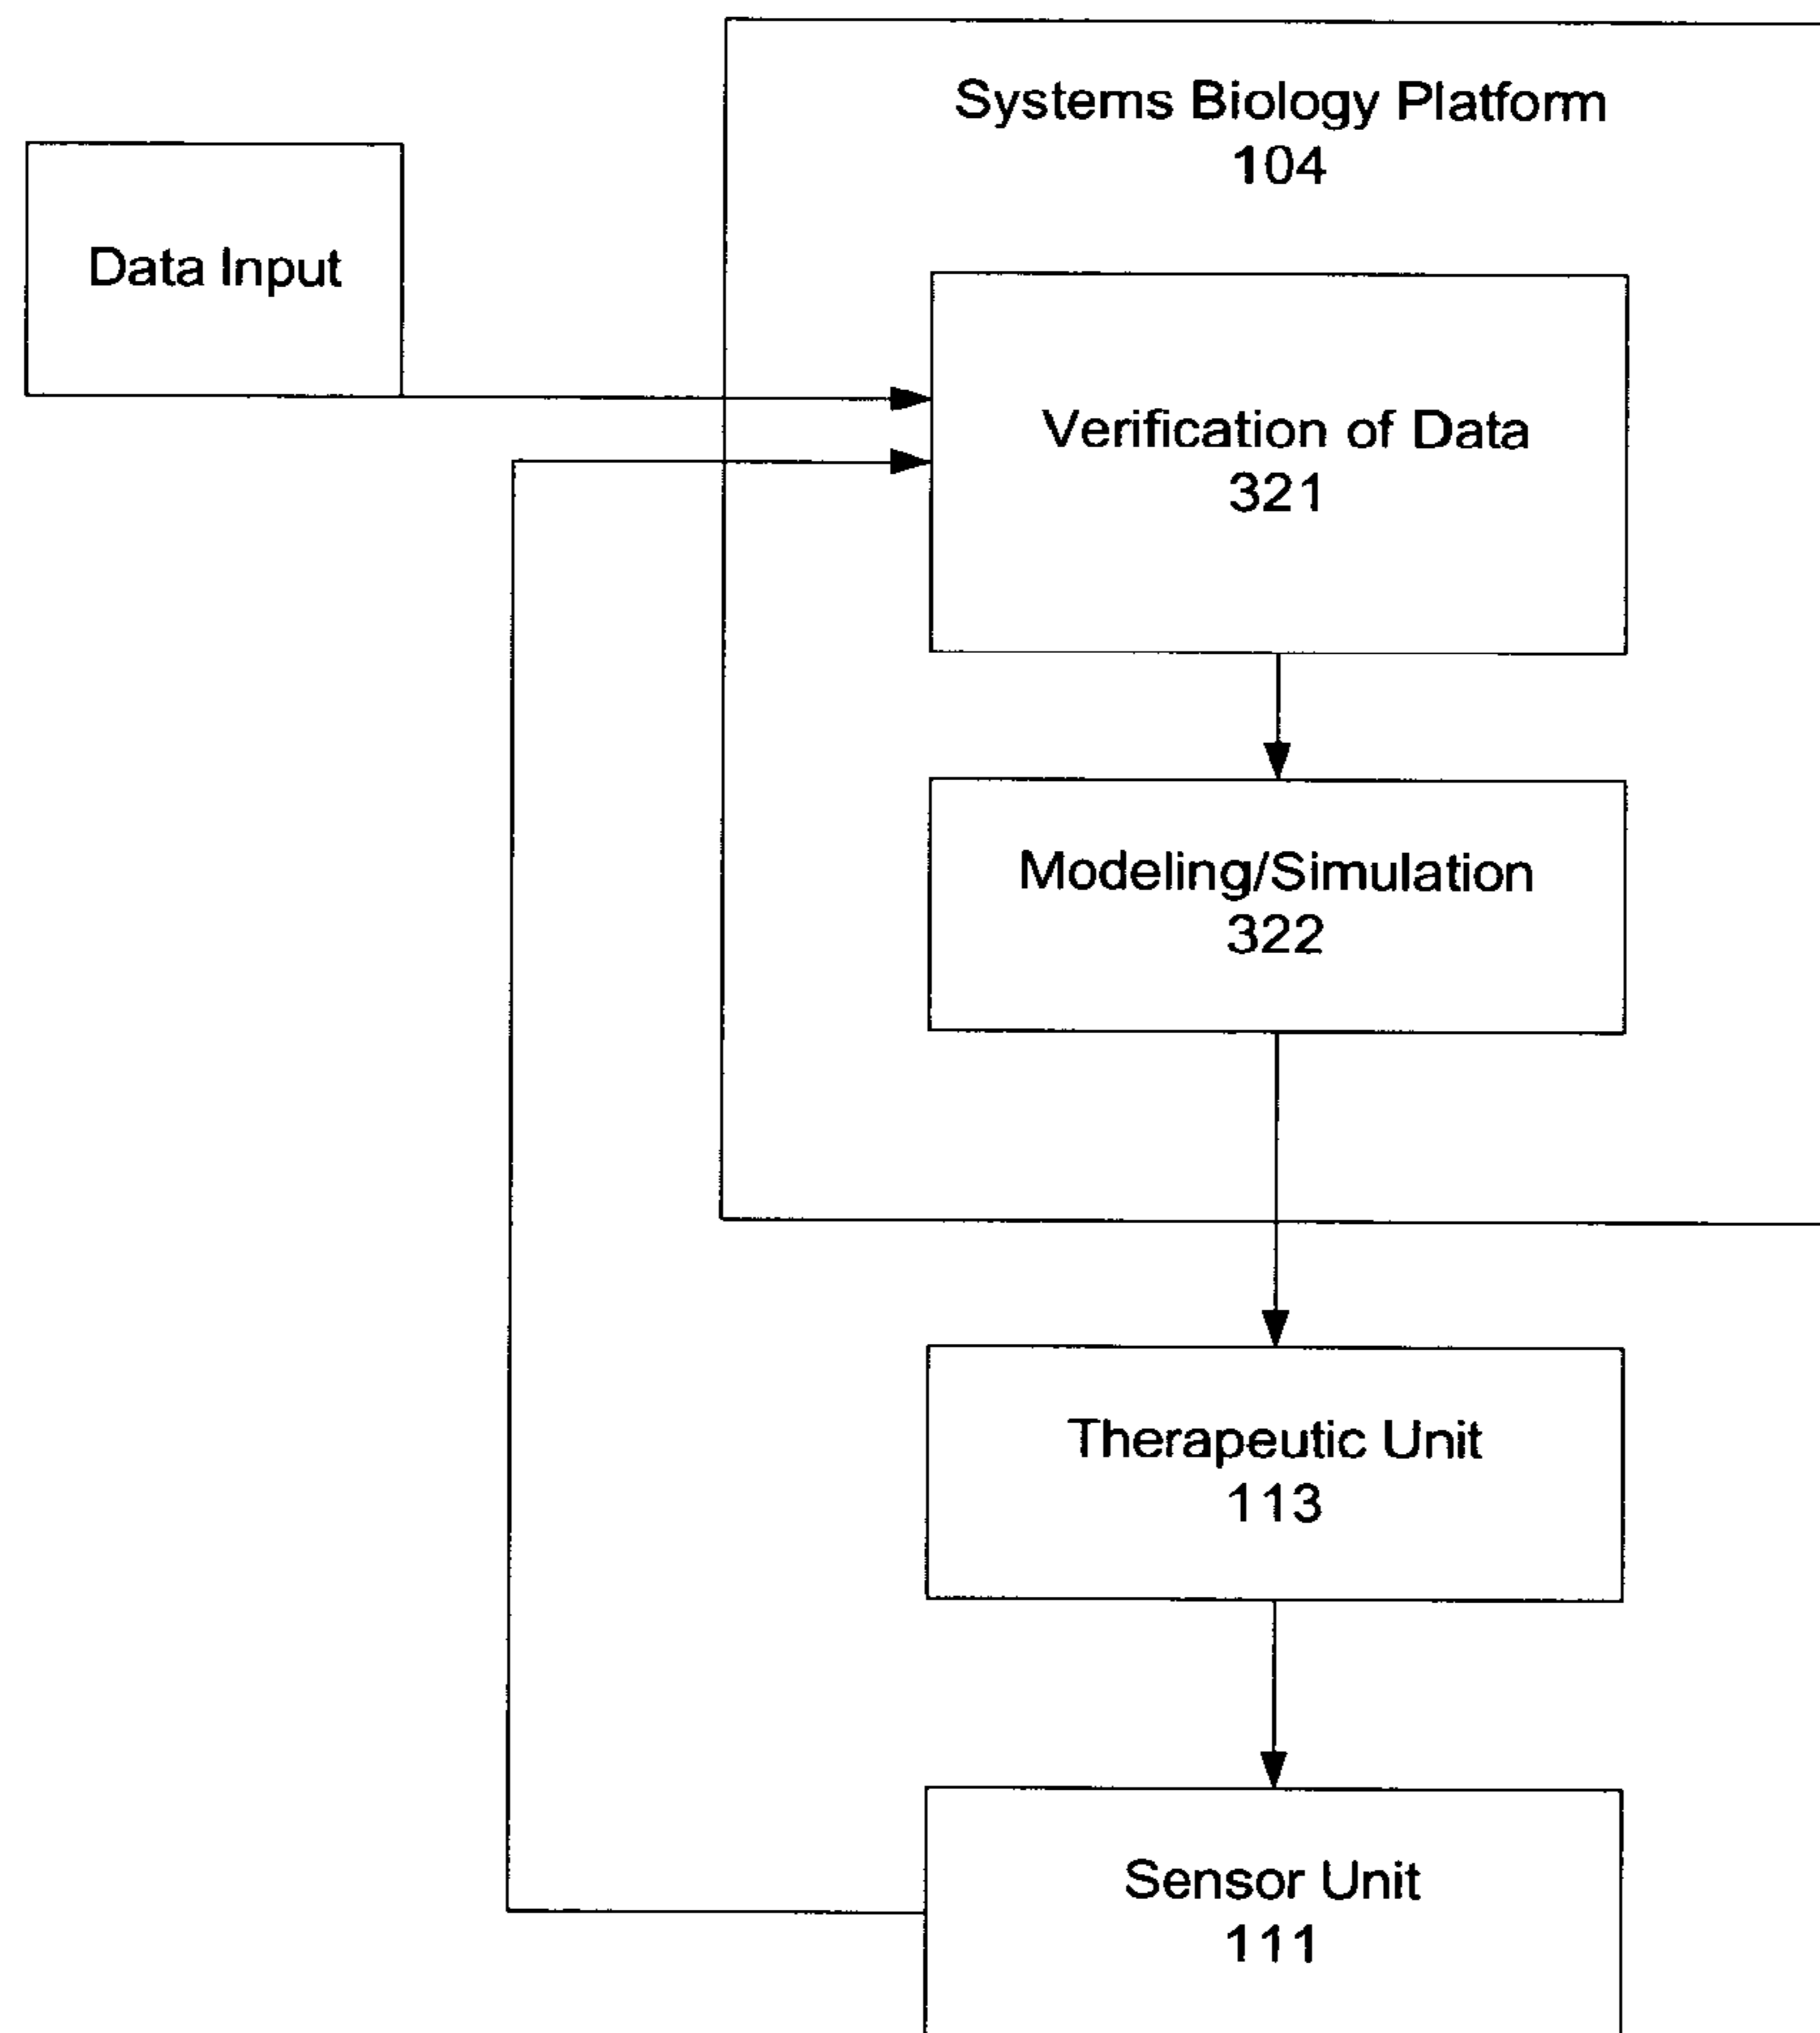 Systems Biology Platform
104
Data Input
Verification of Data
321
Modeling/Simulation
322
Therapeutic Unit
113
Sensor Unit
111